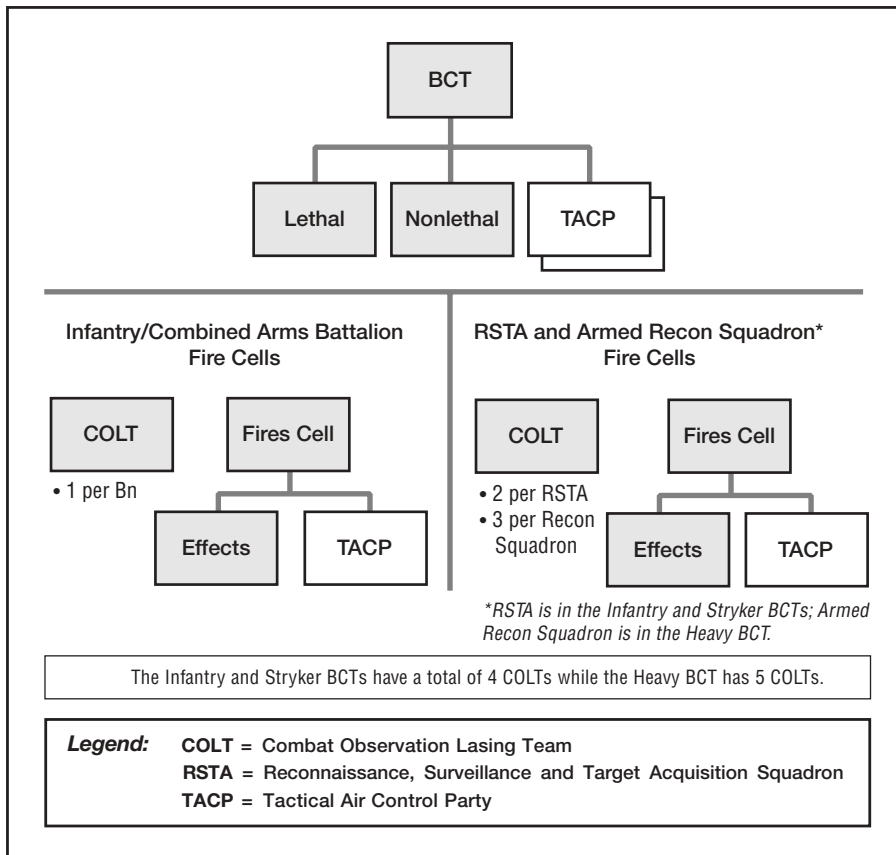 BCT
Lethal
Nonlethal
TACP
Infantry/Combined Arms Battalion
Fire Cells
COLT
Fires Cell
• 1 per Bn
Effects
TACP
RSTA and Armed Recon Squadron*
Fire Cells
COLT
Fires Cell
• 2 per RSTA
• 3 per Recon
Squadron
Effects
TACP
*RSTA is in the Infantry and Stryker BCTs; Armed
Recon Squadron is in the Heavy BCT.
The Infantry and Stryker BCTs have a total of 4 COLTs while the Heavy BCT has 5 COLTs.
Legend: COLT = Combat Observation Lasing Team
RSTA = Reconnaissance, Surveillance and Target Acquisition Squadron
TACP = Tactical Air Control Party